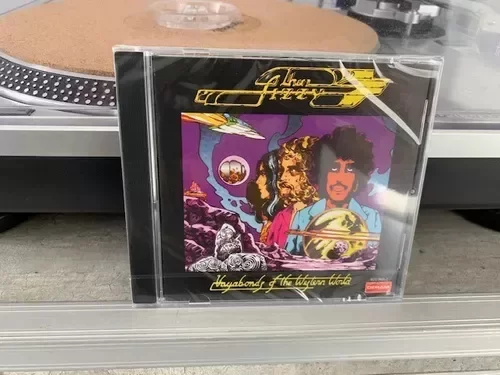 Thin
Lizzy
Vagabonds of the Western World